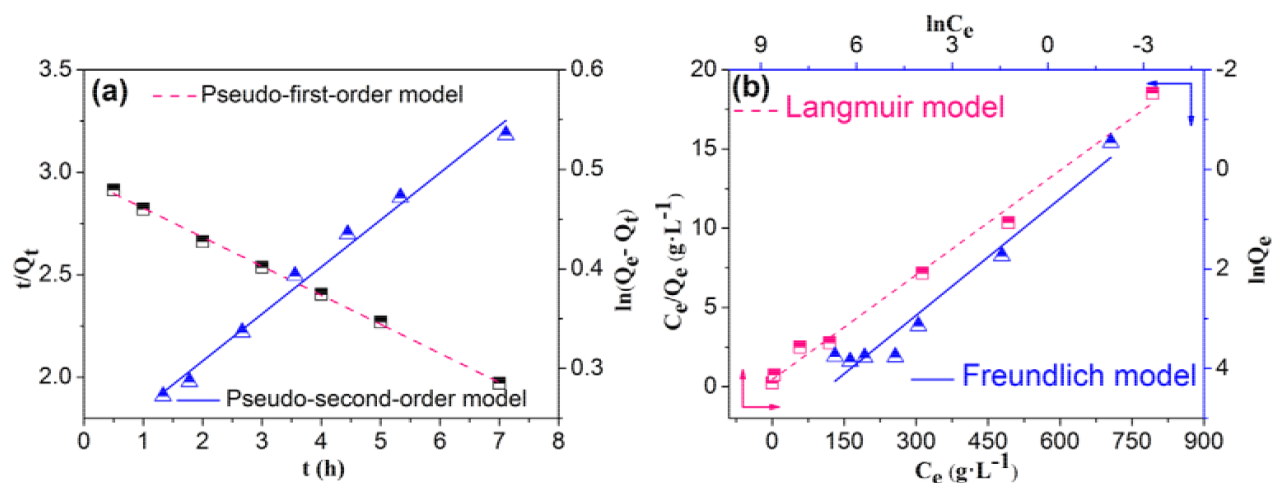 (a)
Pseudo-first-order model
Pseudo-second-order model
3.5
3.0
2.5
2.0
t/Qt
0.6
0.5
0.4
0.3
ln(Qe- Qt)
0 1 2 3 4 5 6 7 8
t (h)
lnCe
9 6 3 0 -3
(b)
Langmuir model
Freundlich model
20
15
10
5
0
Ce/Qe (g·L-1)
-2
0
2
4
lnQe
0 150 300 450 600 750 900
Ce (g·L-1)